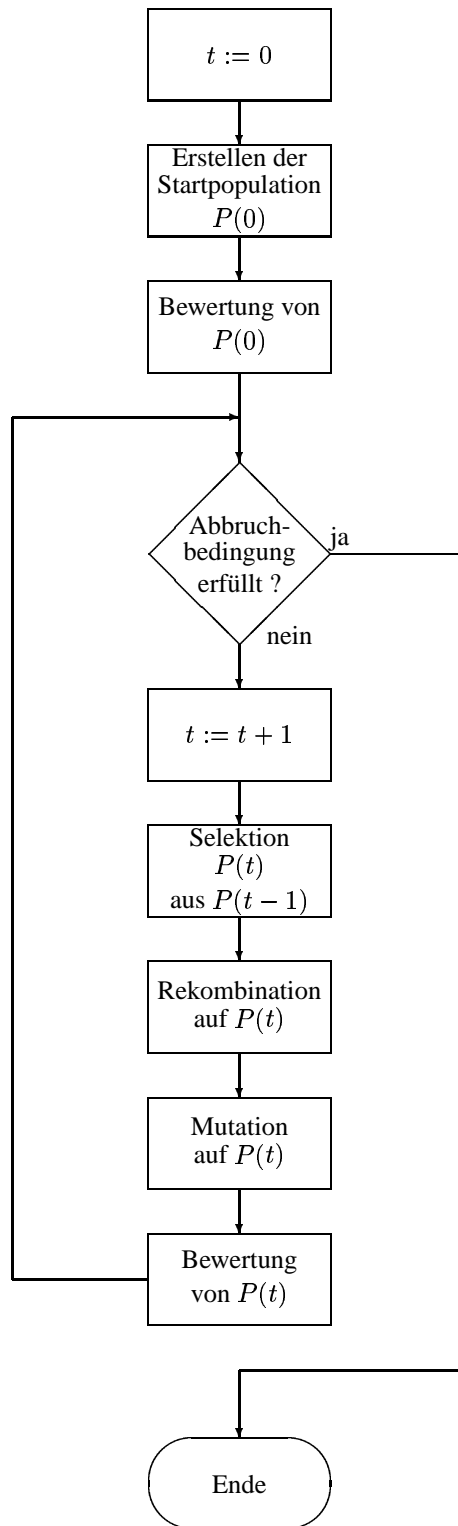 t := 0
Erstellen der
Startpopulation
P(0)
Bewertung von
P(0)
Abbruch-
bedingung
erfüllt ?
ja
nein
t := t + 1
Selektion
P(t)
aus P(t − 1)
Rekombination
auf P(t)
Mutation
auf P(t)
Bewertung
von P(t)
Ende